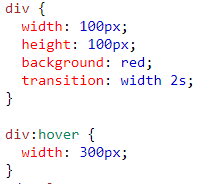 div {
  width: 100px;
  height: 100px;
  background: red;
  transition: width 2s;
}

div:hover {
  width: 300px;
}